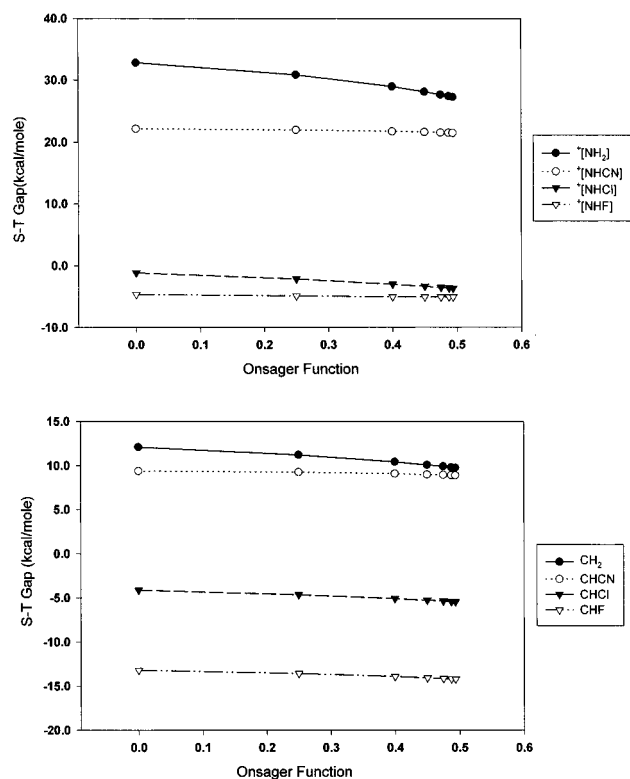 40.0
30.0
20.0
10.0
0.0
-10.0
S-T Gap(kcal/mole)
0.0 0.1 0.2 0.3 0.4 0.5 0.6
Onsager Function
⁺[NH₂]
⁺[NHCN]
⁺[NHCl]
⁺[NHF]
15.0
10.0
5.0
0.0
-5.0
-10.0
-15.0
-20.0
S-T Gap (kcal/mole)
0.0 0.1 0.2 0.3 0.4 0.5 0.6
Onsager Function
CH₂
CHCN
CHCl
CHF